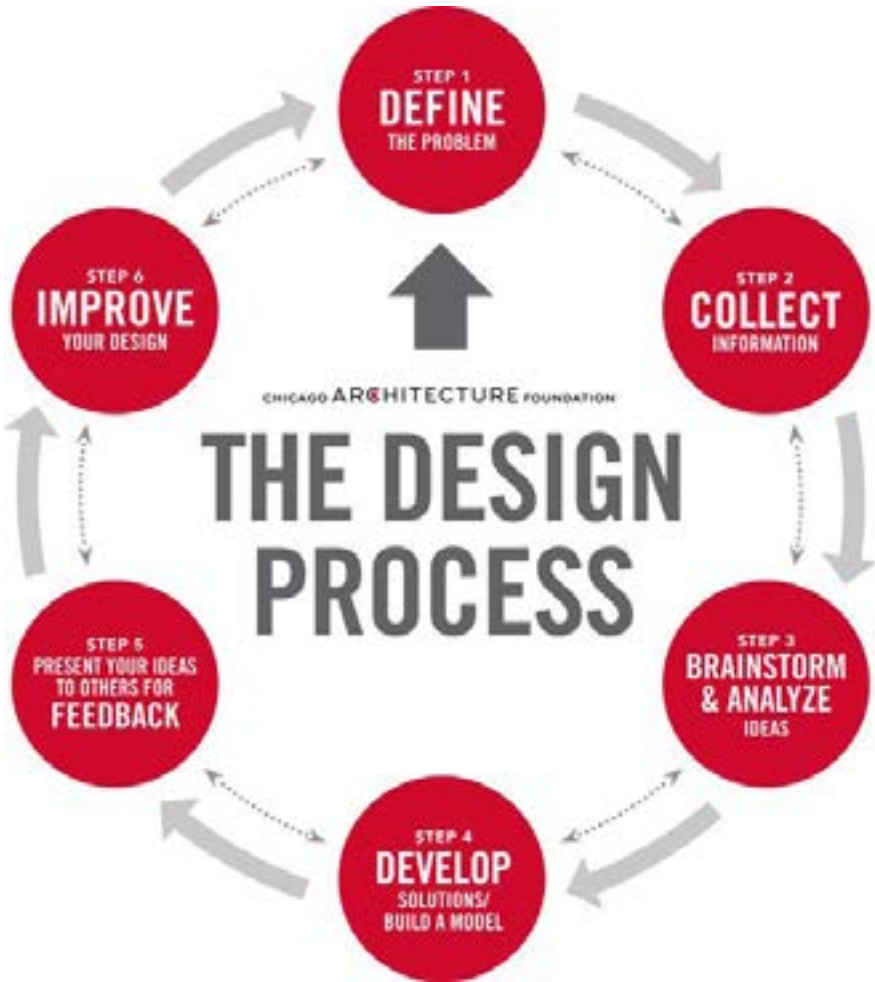 STEP 1
DEFINE
THE PROBLEM
STEP 2
COLLECT
INFORMATION
STEP 3
BRAINSTORM
& ANALYZE
IDEAS
STEP 4
DEVELOP
SOLUTIONS/
BUILD A MODEL
STEP 5
PRESENT YOUR IDEAS
TO OTHERS FOR
FEEDBACK
STEP 6
IMPROVE
YOUR DESIGN
CHICAGO ARCHITECTURE FOUNDATION
THE DESIGN
PROCESS